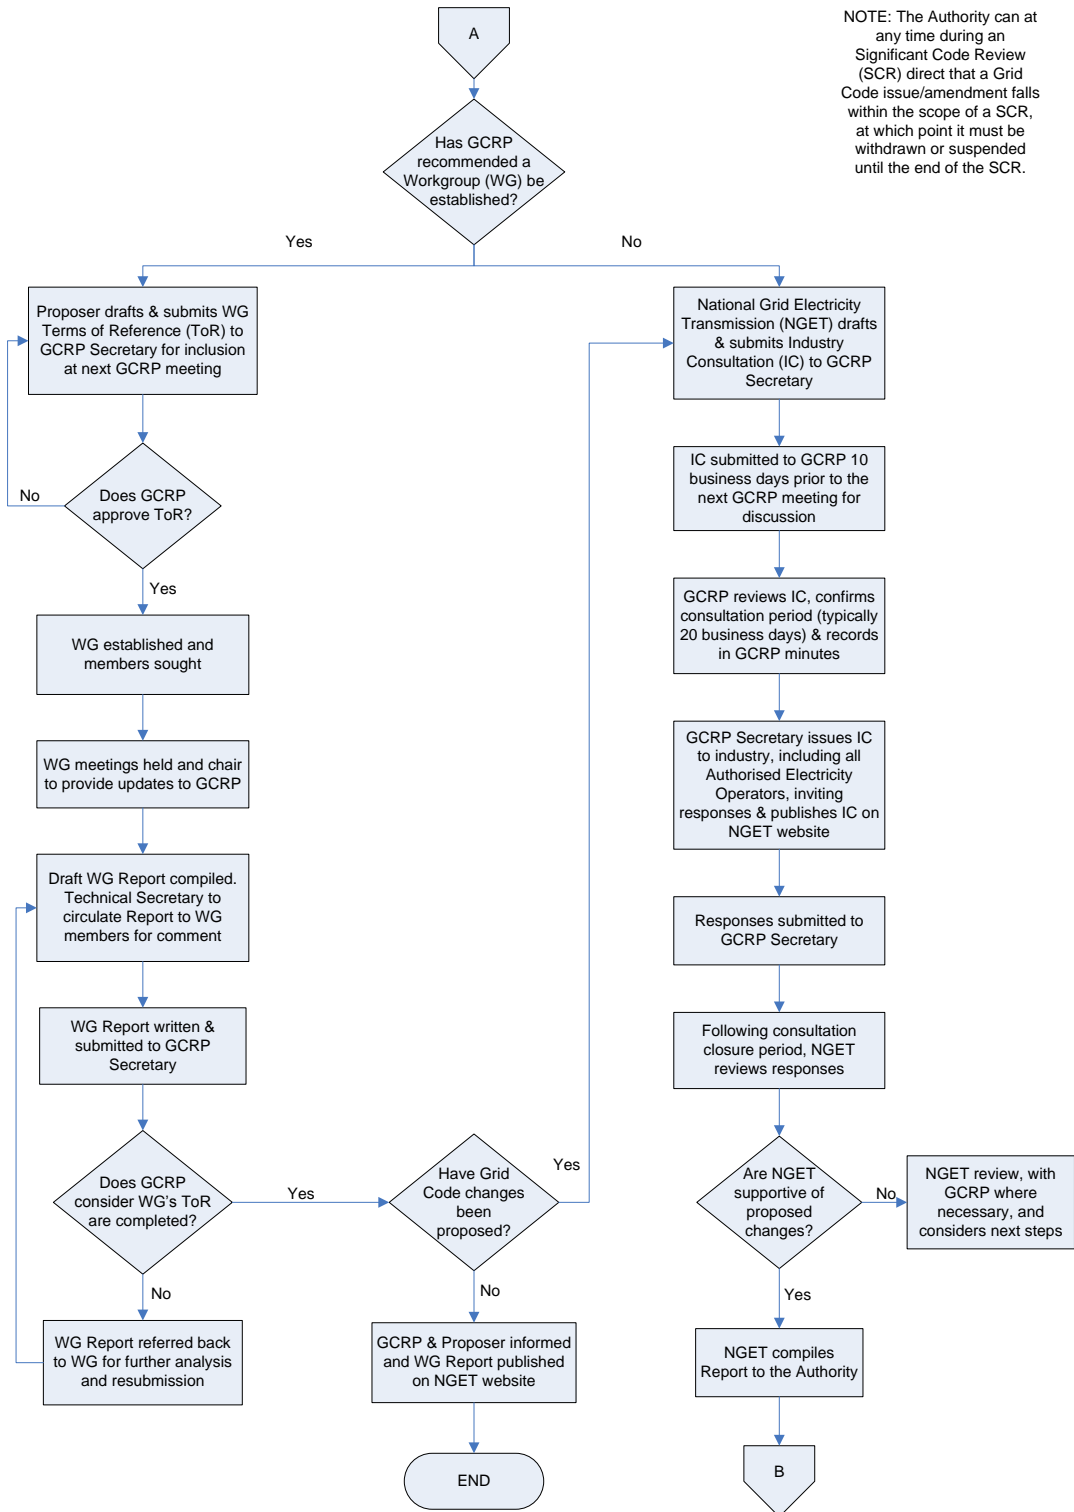 A
NOTE: The Authority can at
any time during an
Significant Code Review
(SCR) direct that a Grid
Code issue/amendment falls
within the scope of a SCR,
at which point it must be
withdrawn or suspended
until the end of the SCR.
Has GCRP
recommended a
Workgroup (WG) be
established?
Yes
No
Proposer drafts & submits WG
Terms of Reference (ToR) to
GCRP Secretary for inclusion
at next GCRP meeting
Does GCRP
approve ToR?
No
Yes
WG established and
members sought
WG meetings held and chair
to provide updates to GCRP
Draft WG Report compiled.
Technical Secretary to
circulate Report to WG
members for comment
WG Report written &
submitted to GCRP
Secretary
Does GCRP
consider WG's ToR
are completed?
Yes
No
WG Report referred back
to WG for further analysis
and resubmission
Have Grid
Code changes
been
proposed?
Yes
No
GCRP & Proposer informed
and WG Report published
on NGET website
END
National Grid Electricity
Transmission (NGET) drafts
& submits Industry
Consultation (IC) to GCRP
Secretary
IC submitted to GCRP 10
business days prior to the
next GCRP meeting for
discussion
GCRP reviews IC, confirms
consultation period (typically
20 business days) & records
in GCRP minutes
GCRP Secretary issues IC
to industry, including all
Authorised Electricity
Operators, inviting
responses & publishes IC on
NGET website
Responses submitted to
GCRP Secretary
Following consultation
closure period, NGET
reviews responses
Are NGET
supportive of
proposed
changes?
No
NGET review, with
GCRP where
necessary, and
considers next steps
Yes
NGET compiles
Report to the Authority
B